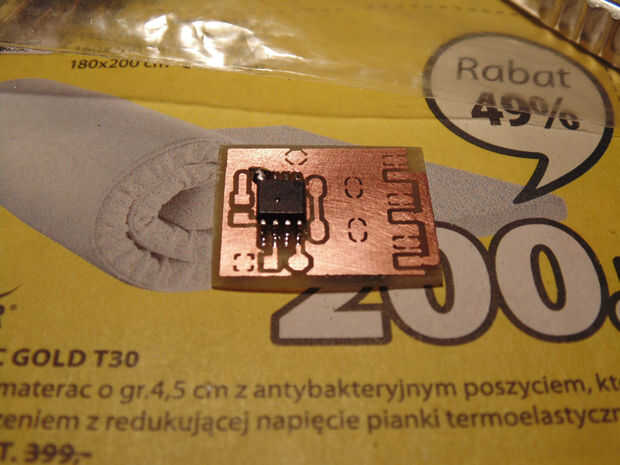 180x200 cm
Rabat
49%
200
C GOLD T30
materac o gr.4,5 cm z antybakteryjnym poszyciem, kt
zeniem z redukującej napięcie pianki termoelastyczn
T. 399,-